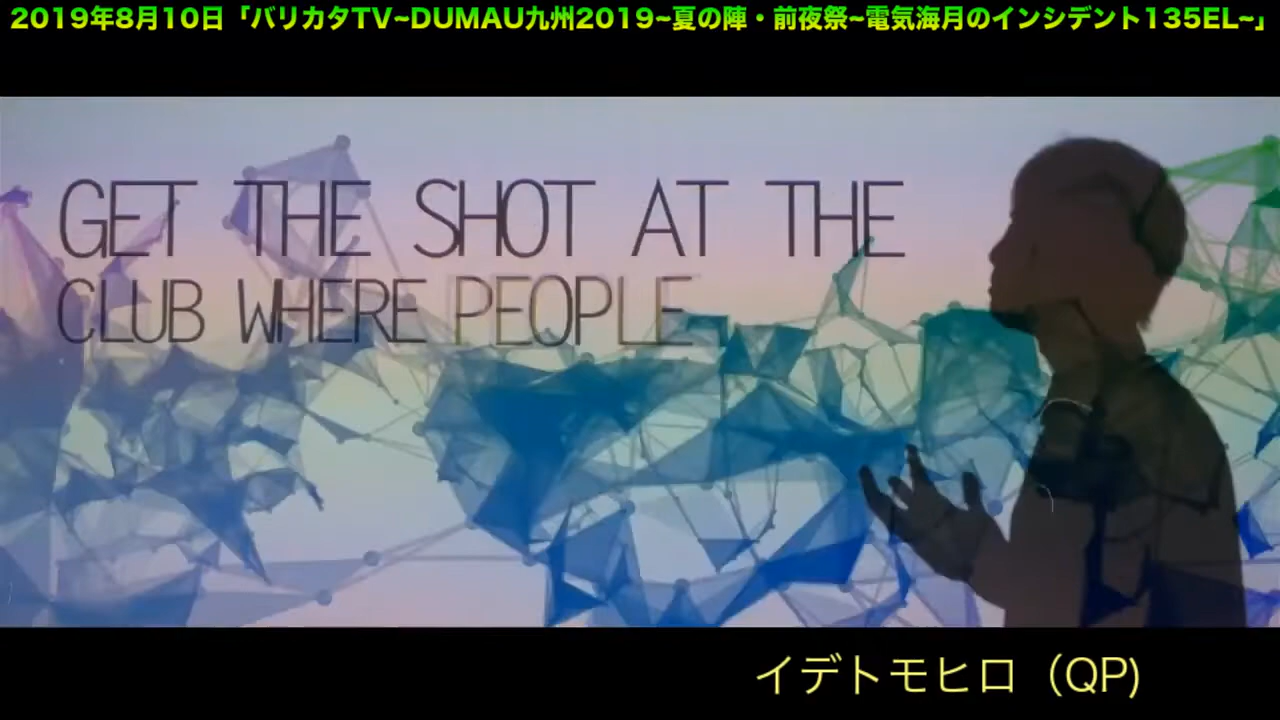 2019年8月10日「バリカタTV~DUMAU九州2019~夏の陣・前夜祭~電気海月のインシデント135EL~」
GET THE SHOT AT THE
CLUB WHERE PEOPLE
イデトモヒロ（QP)